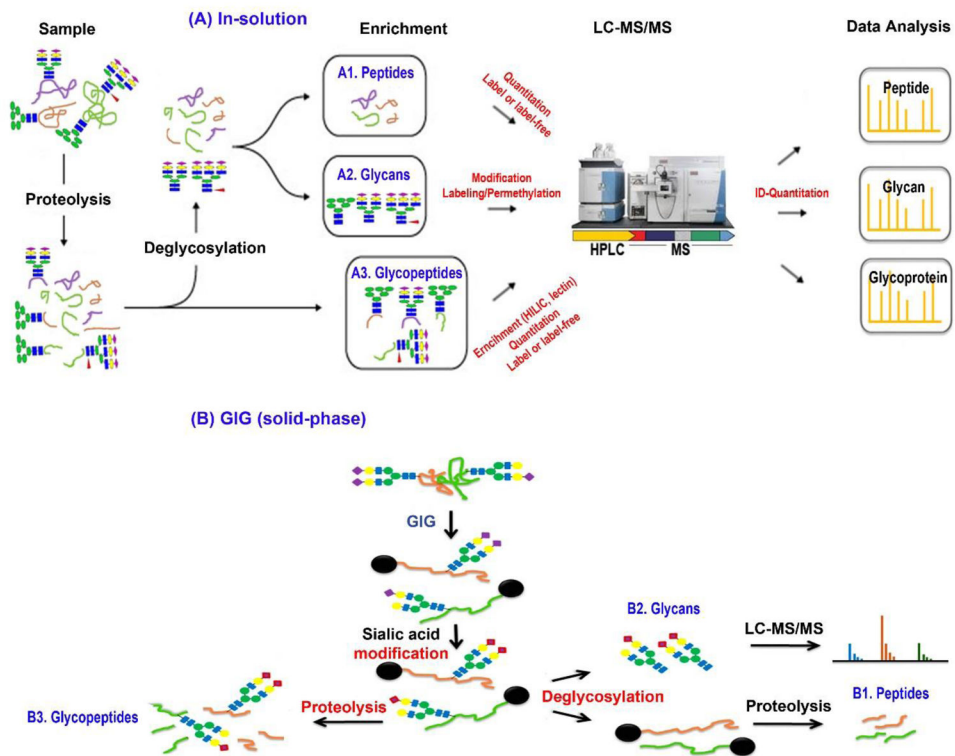 (A) In-solution
Sample
Enrichment
LC-MS/MS
Data Analysis
A1. Peptides
Quantitation
Label or label-free
Peptide
Proteolysis
A2. Glycans
Modification
Labeling/Permethylation
ID-Quantitation
Glycan
Deglycosylation
HPLC
MS
A3. Glycopeptides
Glycoprotein
Erncihment (HILIC, lectin)
Quantitation
Label or label-free
(B) GIG (solid-phase)
GIG
Sialic acid
modification
B2. Glycans
LC-MS/MS
B3. Glycopeptides
Proteolysis
Deglycosylation
Proteolysis
B1. Peptides